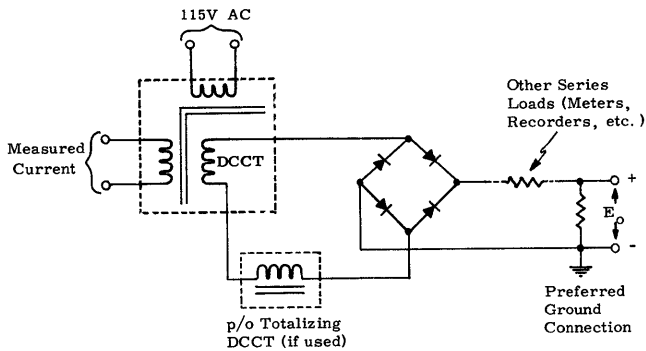 115V AC
Other Series
Loads (Meters,
Recorders, etc.)
Measured
Current
DCCT
+
E o
-
p/o Totalizing
DCCT (if used)
Preferred
Ground
Connection